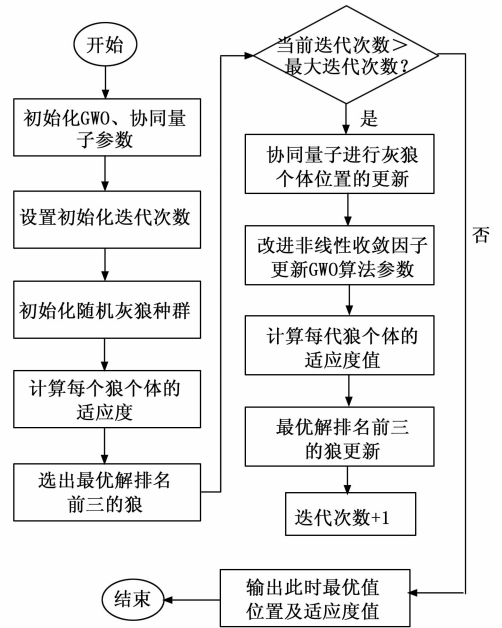 开始
初始化GWO、协同量
子参数
设置初始化迭代次数
初始化随机灰狼种群
计算每个狼个体的
适应度
选出最优解排名
前三的狼
当前迭代次数＞
最大迭代次数？
是
否
协同量子进行灰狼
个体位置的更新
改进非线性收敛因子
更新GWO算法参数
计算每代狼个体的
适应度值
最优解排名前三
的狼更新
迭代次数+1
输出此时最优值
位置及适应度值
结束